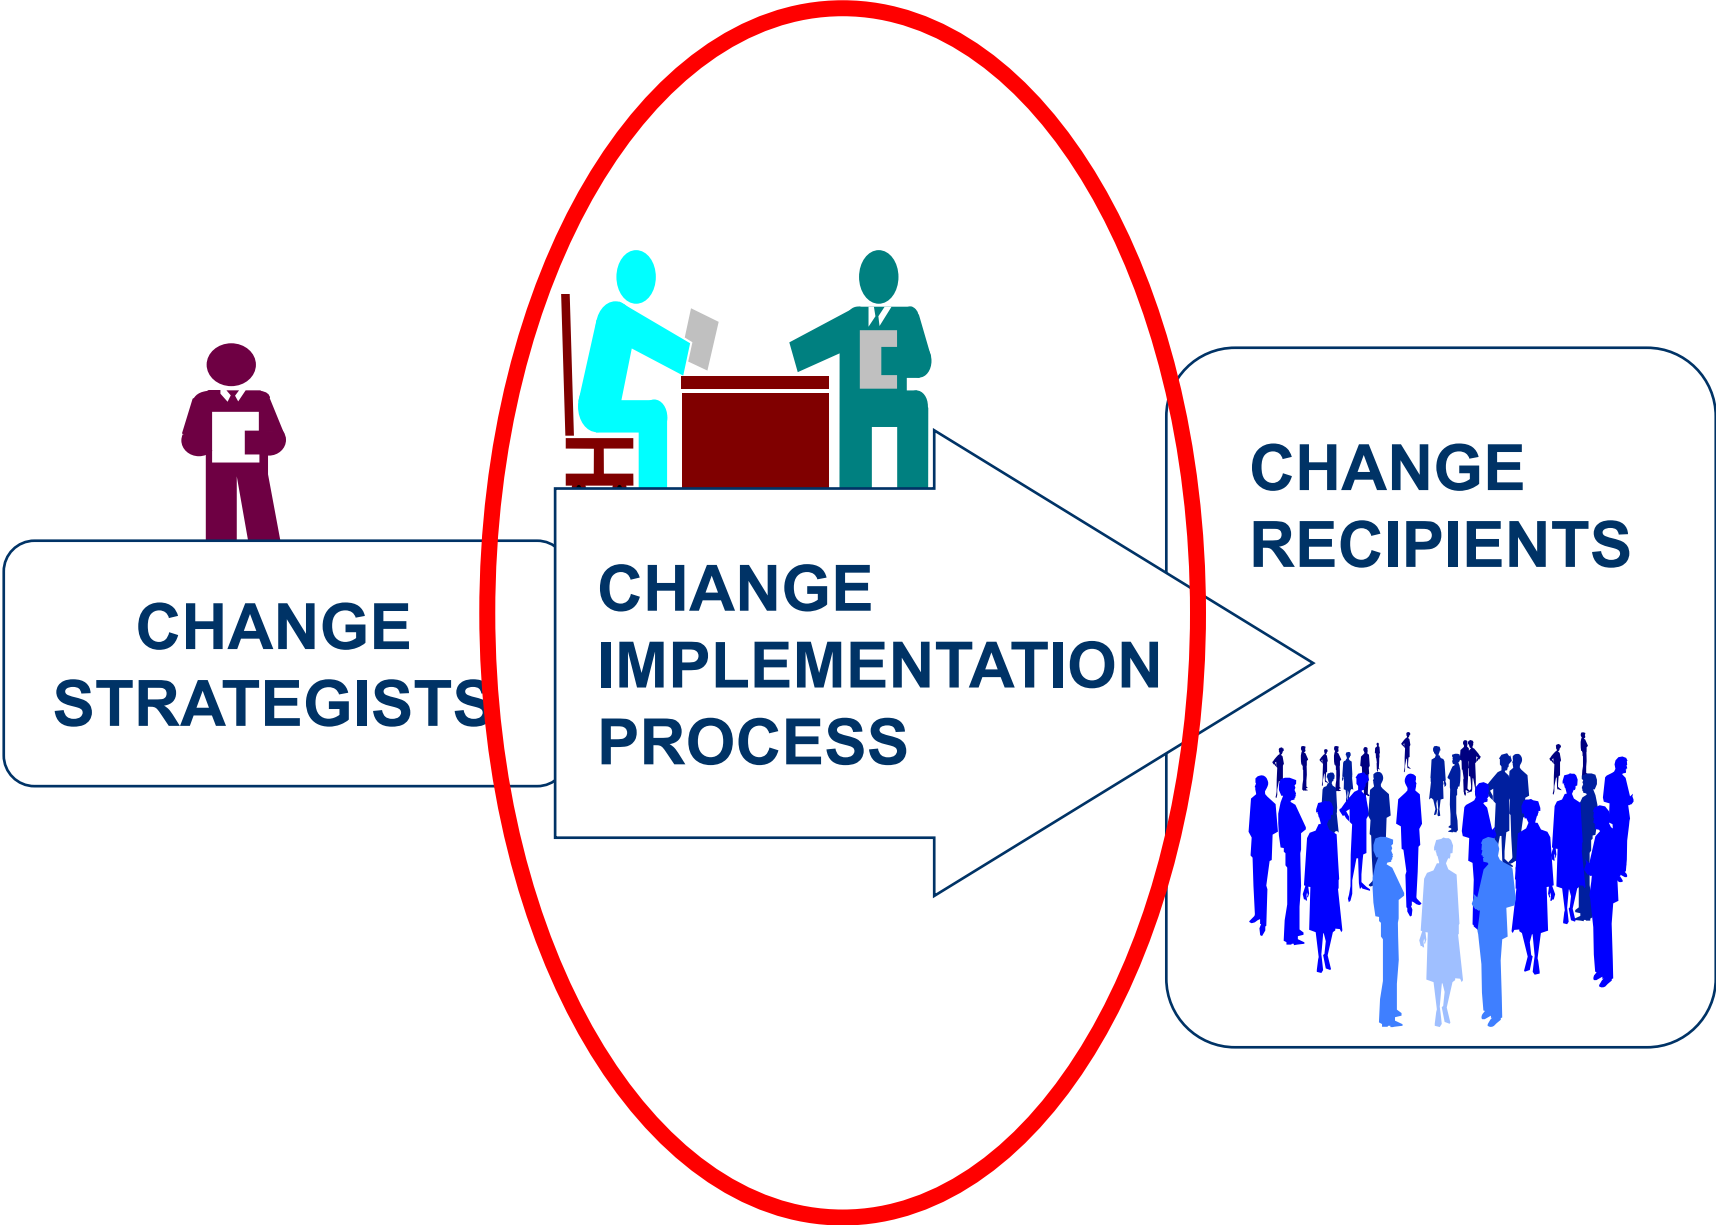 CHANGE
STRATEGISTS
CHANGE
IMPLEMENTATION
PROCESS
CHANGE
RECIPIENTS